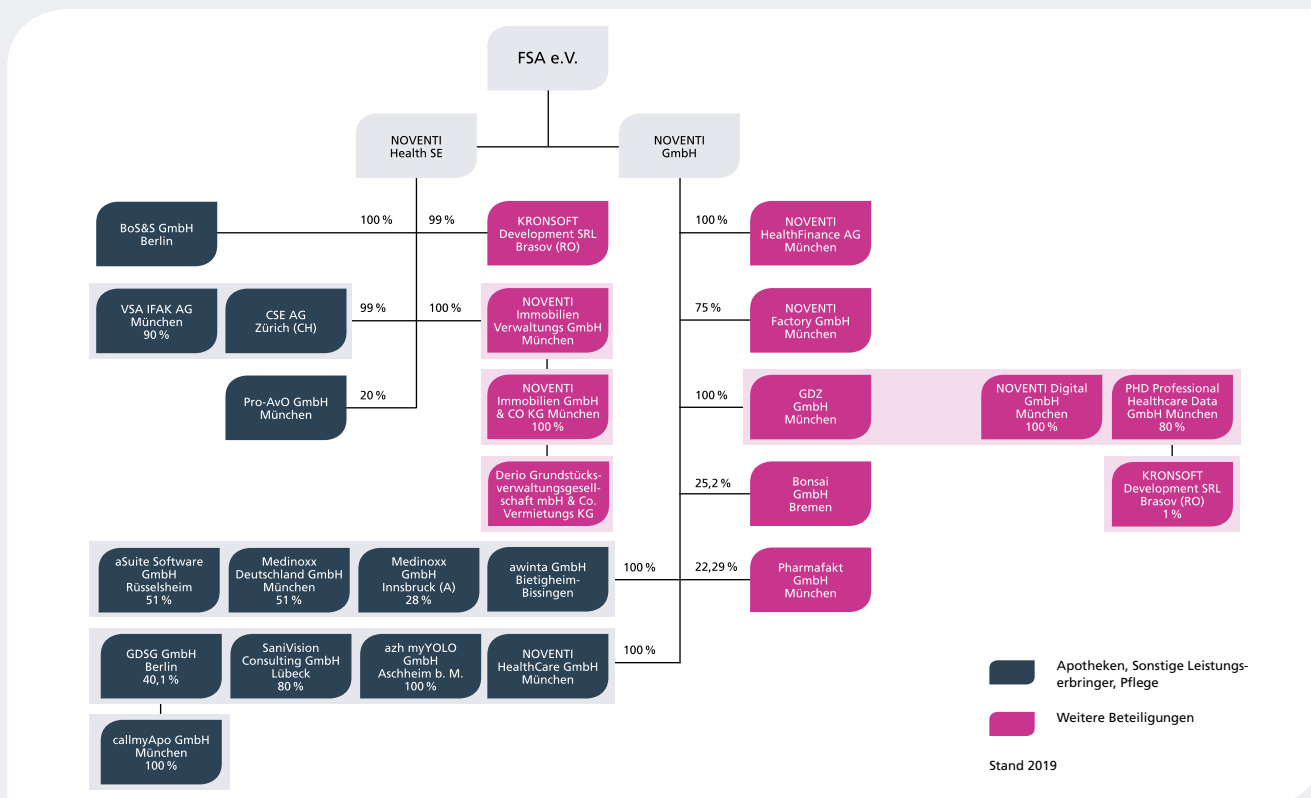 FSA e.V.
NOVENTI
Health SE
NOVENTI
GmbH
BoS&S GmbH
Berlin
100 %
99 %
KRONSOFT
Development SRL
Brasov (RO)
100 %
NOVENTI
HealthFinance AG
München
VSA IFAK AG
München
90 %
CSE AG
Zürich (CH)
99 %
100 %
NOVENTI
Immobilien
Verwaltungs GmbH
München
75 %
NOVENTI
Factory GmbH
München
Pro-AvO GmbH
München
20 %
NOVENTI
Immobilien GmbH
& CO KG München
100 %
100 %
GDZ
GmbH
München
NOVENTI Digital
GmbH
München
100 %
PHD Professional
Healthcare Data
GmbH München
80 %
Derio Grundstücks-
verwaltungsgesell-
schaft mbH & Co.
Vermietungs KG
25,2 %
Bonsai
GmbH
Bremen
KRONSOFT
Development SRL
Brasov (RO)
1 %
aSuite Software
GmbH
Rüsselsheim
51 %
Medinoxx
Deutschland GmbH
München
51 %
Medinoxx
GmbH
Innsbruck (A)
28 %
awinta GmbH
Bietigheim-
Bissingen
100 %
22,29 %
Pharmafakt
GmbH
München
GDSG GmbH
Berlin
40,1 %
SaniVision
Consulting GmbH
Lübeck
80 %
azh myYOLO
GmbH
Aschheim b. M.
100 %
NOVENTI
HealthCare GmbH
München
100 %
callmyApo GmbH
München
100 %
Apotheken, Sonstige Leistungs-
erbringer, Pflege
Weitere Beteiligungen
Stand 2019